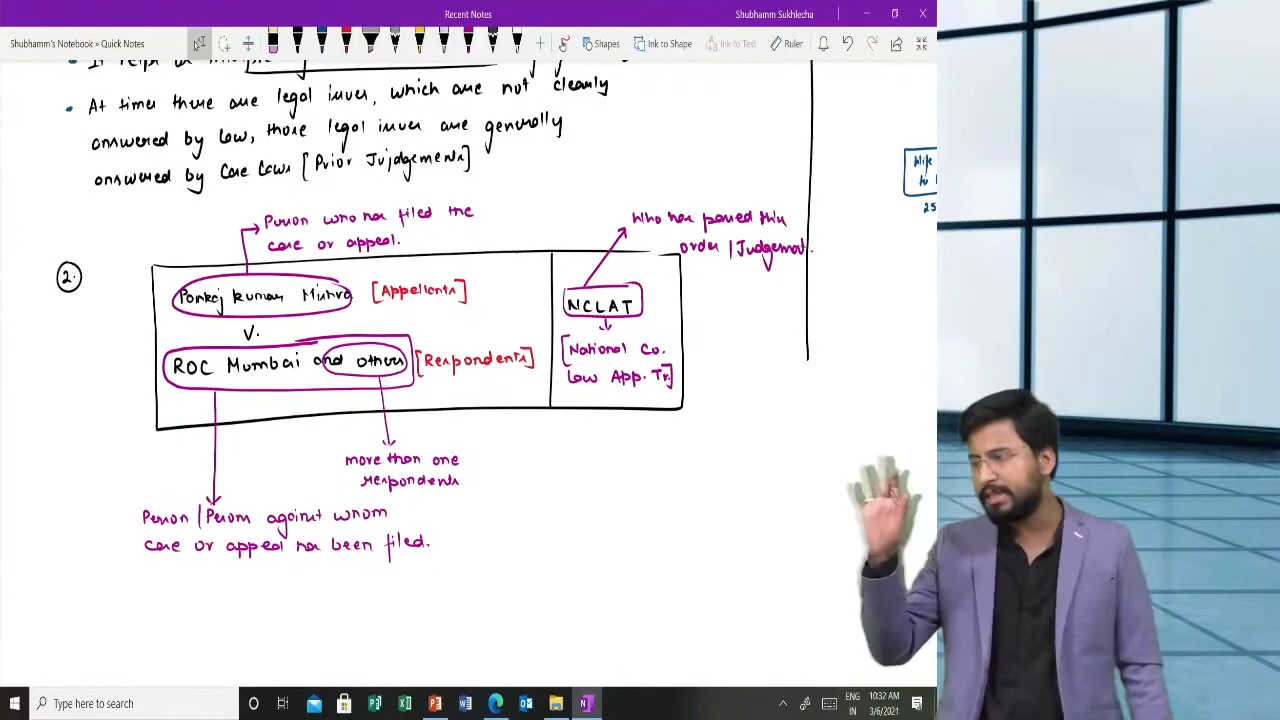 Recent Notes
Shubhamm Sukhlecha
Shubhamm's Notebook » Quick Notes
Shapes
Ink to Shape
Ink to Text
Ruler
At times there are legal issues, which are not clearly
answered by law, those legal issues are generally
answered by Case Laws [Prior Jujdgements]
Person who has filed the
case or appeal.
Who has passed this
order / Judgement.
2.
Pankaj kumar Mishra [Appellants]
V.
ROC Mumbai and others [Respondents]
NCLAT
[National Co.
Law App. Tr.]
more than one
respondents
Person / Persons against whom
case or appeal has been filed.
to
25
Type here to search
ENG
IN
10:32 AM
3/6/2021